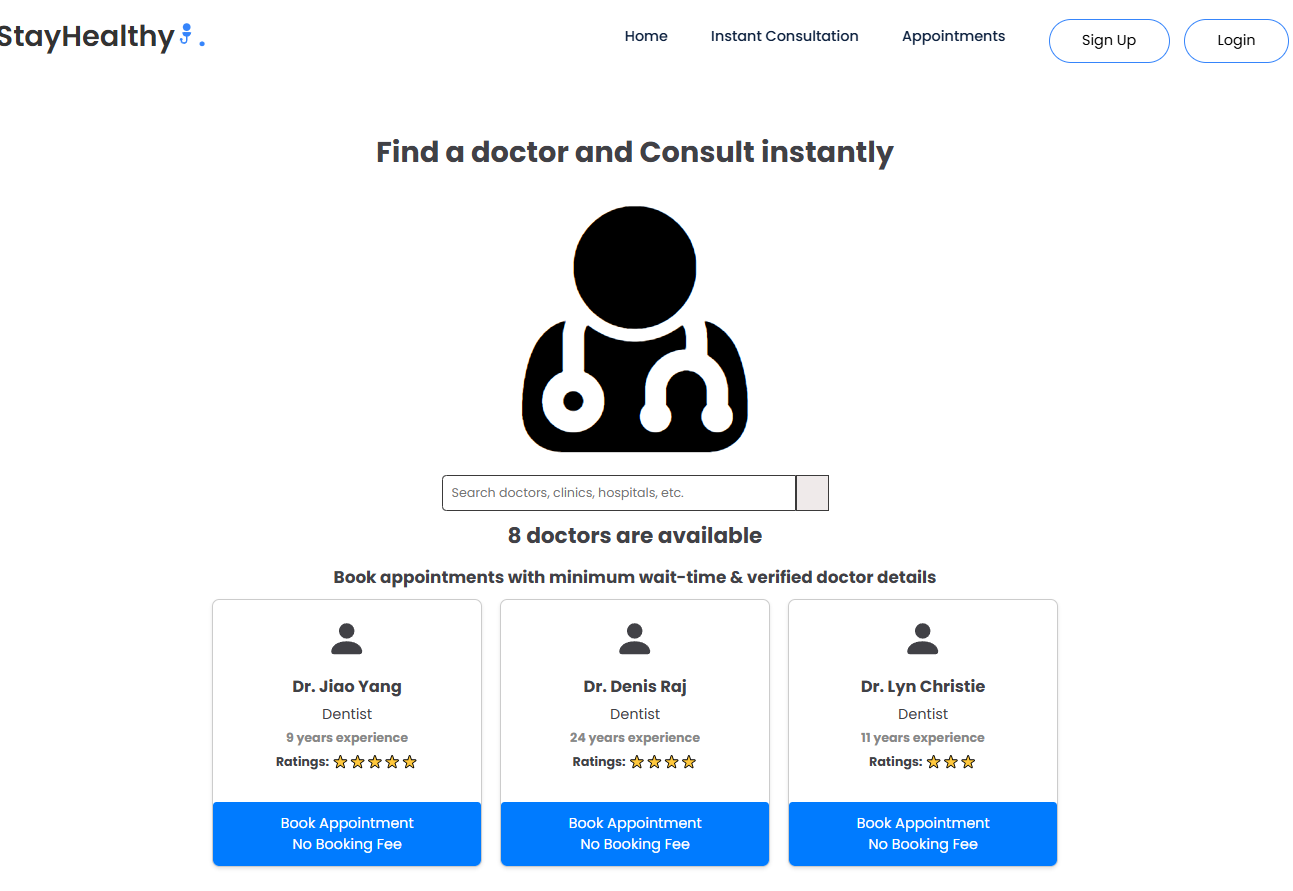 StayHealthy.
Home Instant Consultation Appointments Sign Up Login
Find a doctor and Consult instantly
Search doctors, clinics, hospitals, etc.
8 doctors are available
Book appointments with minimum wait-time & verified doctor details
Dr. Jiao Yang
Dentist
9 years experience
Ratings:
Book Appointment
No Booking Fee
Dr. Denis Raj
Dentist
24 years experience
Ratings:
Book Appointment
No Booking Fee
Dr. Lyn Christie
Dentist
11 years experience
Ratings:
Book Appointment
No Booking Fee